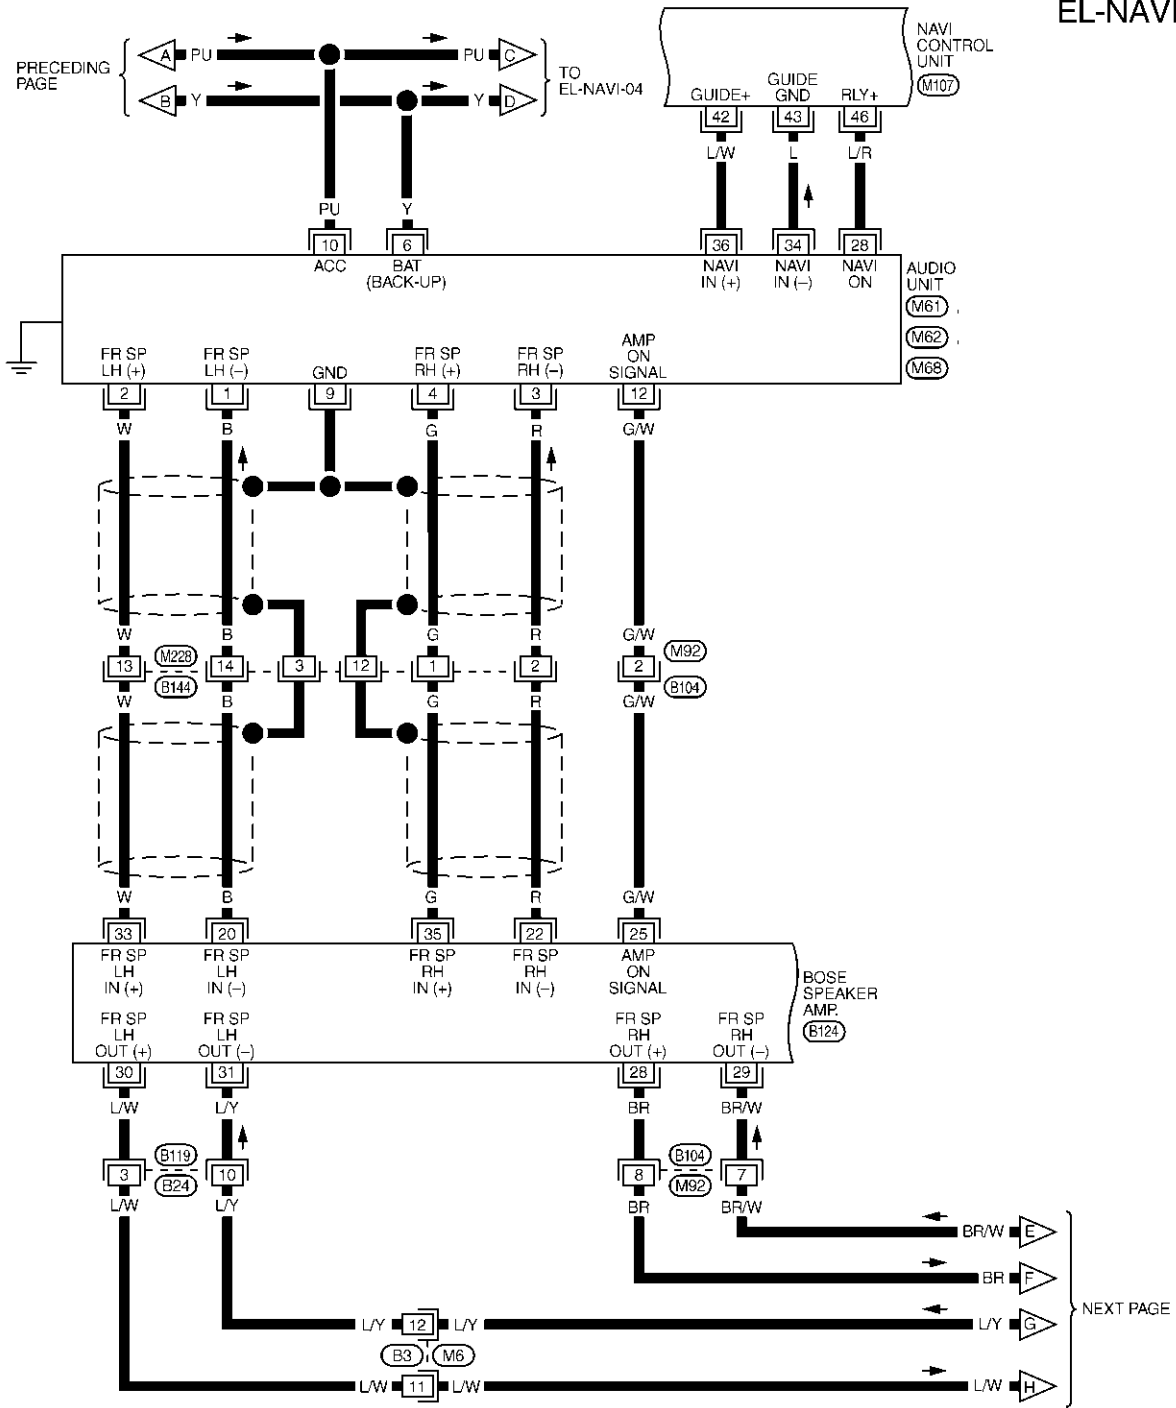 EL-NAVI
PRECEDING
PAGE
A PU PU C
B Y Y D
TO
EL-NAVI-04
NAVI
CONTROL
UNIT
M107
GUIDE+
GUIDE
GND
RLY+
42 43 46
L/W L L/R
PU Y
10 6 36 34 28
ACC
BAT
(BACK-UP)
NAVI
IN (+)
NAVI
IN (–)
NAVI
ON
AUDIO
UNIT
M61 ,
M62 ,
M68
FR SP
LH (+)
FR SP
LH (–)
GND
FR SP
RH (+)
FR SP
RH (–)
AMP
ON
SIGNAL
2 1 9 4 3 12
W B G R G/W
W B G R G/W
13 M228 14 3 12 1 2 2 M92
B144 B104
W B G R G/W
W B G R G/W
33 20 35 22 25
FR SP
LH
IN (+)
FR SP
LH
IN (–)
FR SP
RH
IN (+)
FR SP
RH
IN (–)
AMP
ON
SIGNAL
BOSE
SPEAKER
AMP.
B124
FR SP
LH
OUT (+)
FR SP
LH
OUT (–)
FR SP
RH
OUT (+)
FR SP
RH
OUT (–)
30 31 28 29
L/W L/Y BR BR/W
3 B119 10 8 B104 7
B24 M92
L/W L/Y BR BR/W
BR/W E
BR F
L/Y 12 L/Y L/Y G
B3 M6
L/W 11 L/W L/W H
NEXT PAGE